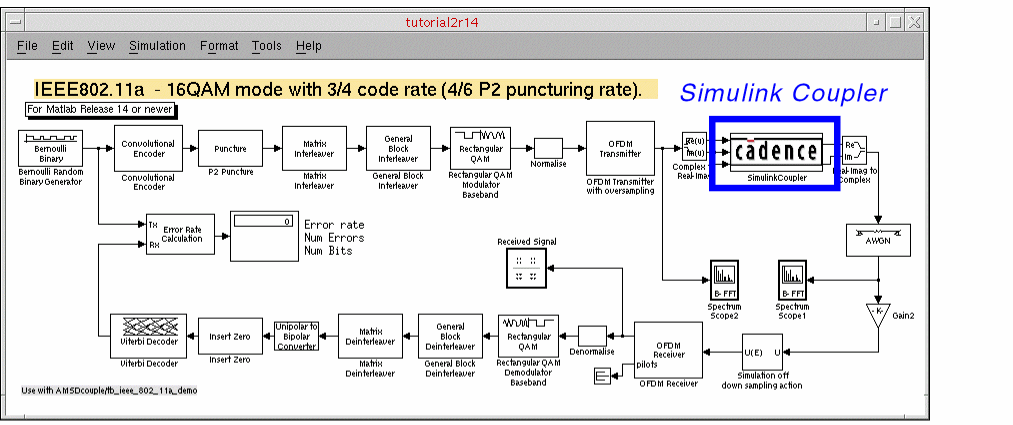 tutorial2r14
File Edit View Simulation Format Tools Help
IEEE802.11a - 16QAM mode with 3/4 code rate (4/6 P2 puncturing rate).
Simulink Coupler
For Matlab Release 14 or newer
Bernoulli
Binary
Bernoulli Random
Binary Generator
Convolutional
Encoder
Convolutional
Encoder
Puncture
P2 Puncture
Matrix
Interleaver
Matrix
Interleaver
General
Block
Interleaver
General Block
Interleaver
Rectangular
QAM
Rectangular QAM
Modulator
Baseband
Normalise
OFDM
Transmitter
OFDM Transmitter
with oversampling
Re(u)
Im(u)
Complex
Real-Imag
cadence
SimulinkCoupler
Re
Im
Real-Imag to
Complex
Tx
Rx
Error Rate
Calculation
0
Error rate
Num Errors
Num Bits
Received Signal
AWGN
B- FFT
Spectrum
Scope2
B- FFT
Spectrum
Scope1
- K-
Gain2
Viterbi Decoder
Viterbi Decoder
Insert Zero
Insert Zero
Unipolar to
Bipolar
Converter
Matrix
Deinterleaver
Matrix
Deinterleaver
General
Block
Deinterleaver
General Block
Deinterleaver
Rectangular
QAM
Rectangular QAM
Demodulator
Baseband
Denormalise
OFDM
Receiver
pilots
OFDM Receiver
U(E) U
Simulation off
down sampling action
Use with AMSDcouple/tb_ieee_802_11a_demo